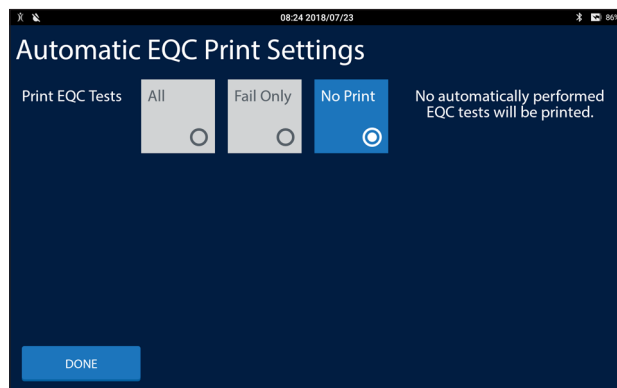 08:24 2018/07/23
86%
Automatic EQC Print Settings
Print EQC Tests
All
Fail Only
No Print
No automatically performed
EQC tests will be printed.
DONE